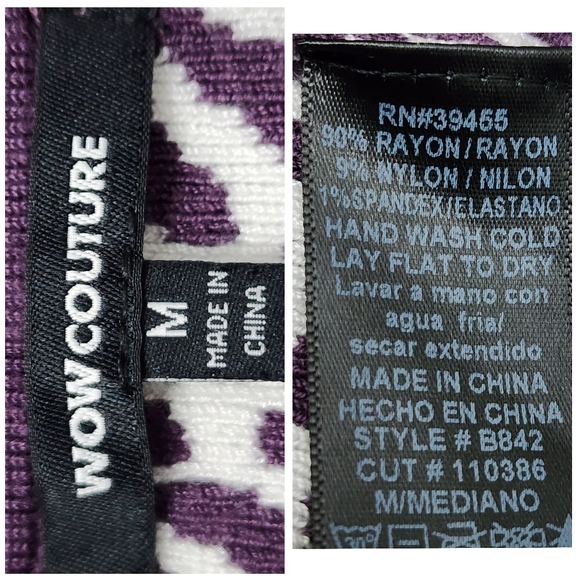 WOW COUTURE
M
MADE IN
CHINA
RN#39465
90% RAYON/RAYON
9% NYLON / NILON
1%SPANDEX/ELASTANO
HAND WASH COLD
LAY FLAT TO DRY
Lavar a mano con
agua fria/
secar extendido
MADE IN CHINA
HECHO EN CHINA
STYLE # B842
CUT # 110386
M/MEDIANO
30°